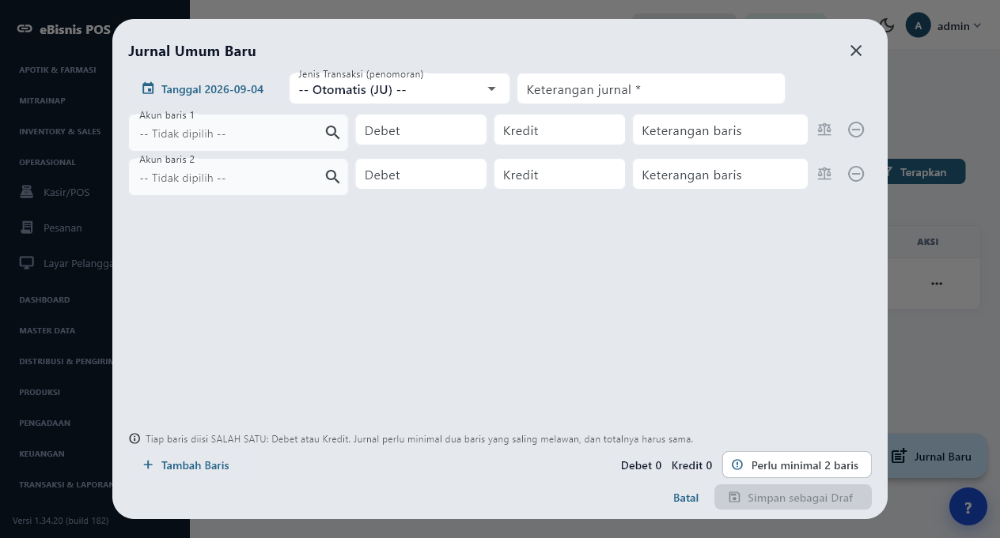 eBisnis POS
APOTIK & FARMASI
MITRAINAP
INVENTORY & SALES
OPERASIONAL
Kasir/POS
Pesanan
Layar Pelangga
DASHBOARD
MASTER DATA
DISTRIBUSI & PENGIRIM
PRODUKSI
PENGADAAN
KEUANGAN
TRANSAKSI & LAPORAN
Versi 1.34.20 (build 182)
A admin
Jurnal Umum Baru
Tanggal 2026-09-04
Jenis Transaksi (penomoran)
-- Otomatis (JU) --
Keterangan jurnal *
Akun baris 1
-- Tidak dipilih --
Debet
Kredit
Keterangan baris
Akun baris 2
-- Tidak dipilih --
Debet
Kredit
Keterangan baris
Terapkan
AKSI
Tiap baris diisi SALAH SATU: Debet atau Kredit. Jurnal perlu minimal dua baris yang saling melawan, dan totalnya harus sama.
Tambah Baris
Debet 0 Kredit 0
Perlu minimal 2 baris
Batal
Simpan sebagai Draf
Jurnal Baru
?